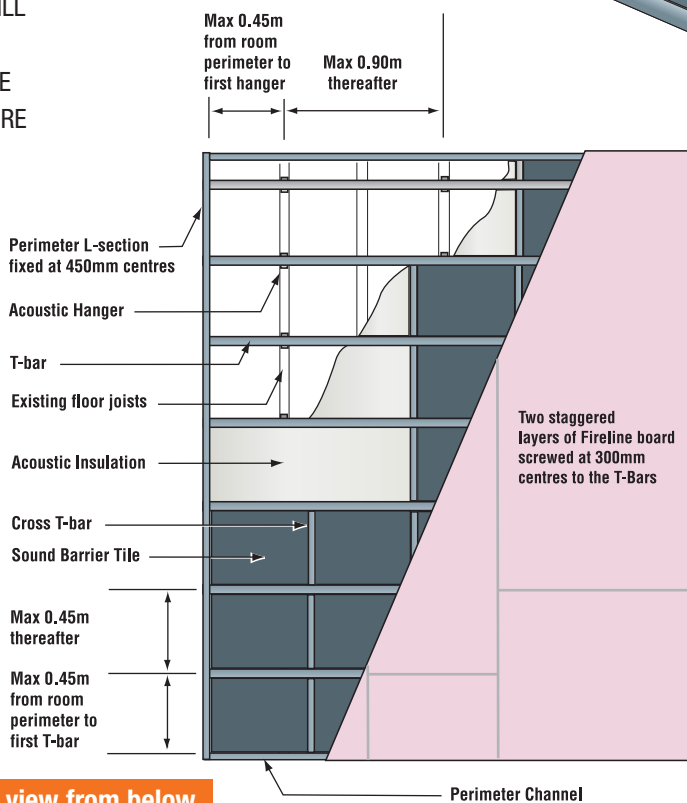 ILL
E
RE
Max 0.45m
from room
perimeter to
first hanger
Max 0.90m
thereafter
Perimeter L-section
fixed at 450mm centres
Acoustic Hanger
T-bar
Existing floor joists
Acoustic Insulation
Cross T-bar
Sound Barrier Tile
Max 0.45m
thereafter
Max 0.45m
from room
perimeter to
first T-bar
Two staggered
layers of Fireline board
screwed at 300mm
centres to the T-Bars
view from below
Perimeter Channel